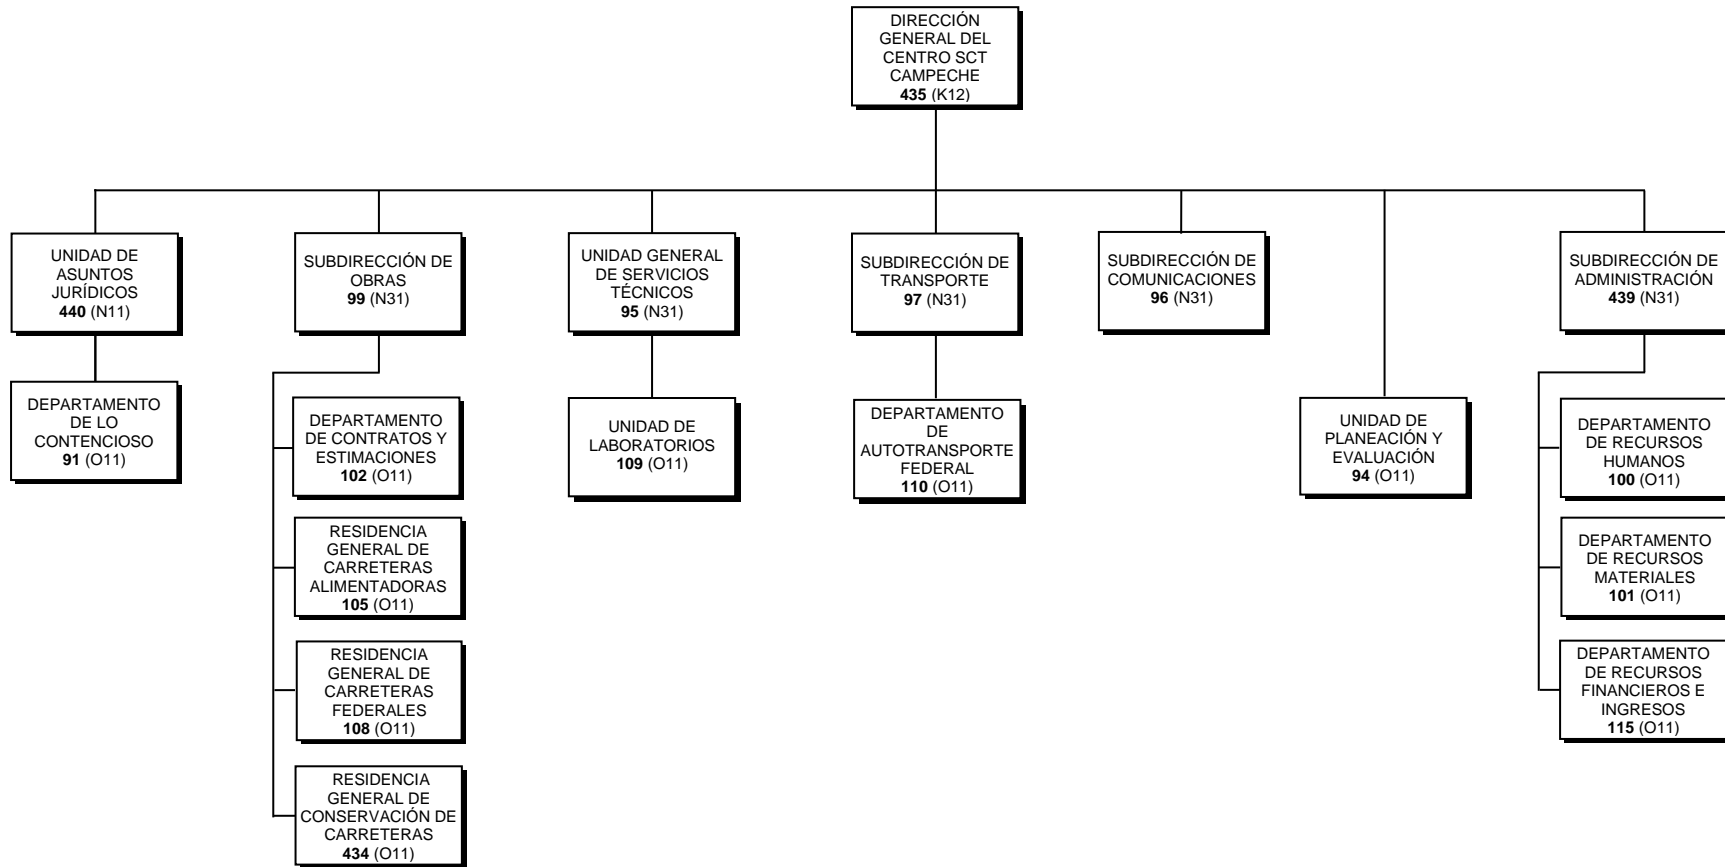 DIRECCIÓN
GENERAL DEL
CENTRO SCT
CAMPECHE
435 (K12)
UNIDAD DE
ASUNTOS
JURÍDICOS
440 (N11)
SUBDIRECCIÓN DE
OBRAS
99 (N31)
UNIDAD GENERAL
DE SERVICIOS
TÉCNICOS
95 (N31)
SUBDIRECCIÓN DE
TRANSPORTE
97 (N31)
SUBDIRECCIÓN DE
COMUNICACIONES
96 (N31)
SUBDIRECCIÓN DE
ADMINISTRACIÓN
439 (N31)
DEPARTAMENTO
DE LO
CONTENCIOSO
91 (O11)
DEPARTAMENTO
DE CONTRATOS Y
ESTIMACIONES
102 (O11)
UNIDAD DE
LABORATORIOS
109 (O11)
DEPARTAMENTO
DE
AUTOTRANSPORTE
FEDERAL
110 (O11)
UNIDAD DE
PLANEACIÓN Y
EVALUACIÓN
94 (O11)
DEPARTAMENTO
DE RECURSOS
HUMANOS
100 (O11)
RESIDENCIA
GENERAL DE
CARRETERAS
ALIMENTADORAS
105 (O11)
DEPARTAMENTO
DE RECURSOS
MATERIALES
101 (O11)
RESIDENCIA
GENERAL DE
CARRETERAS
FEDERALES
108 (O11)
DEPARTAMENTO
DE RECURSOS
FINANCIEROS E
INGRESOS
115 (O11)
RESIDENCIA
GENERAL DE
CONSERVACIÓN DE
CARRETERAS
434 (O11)